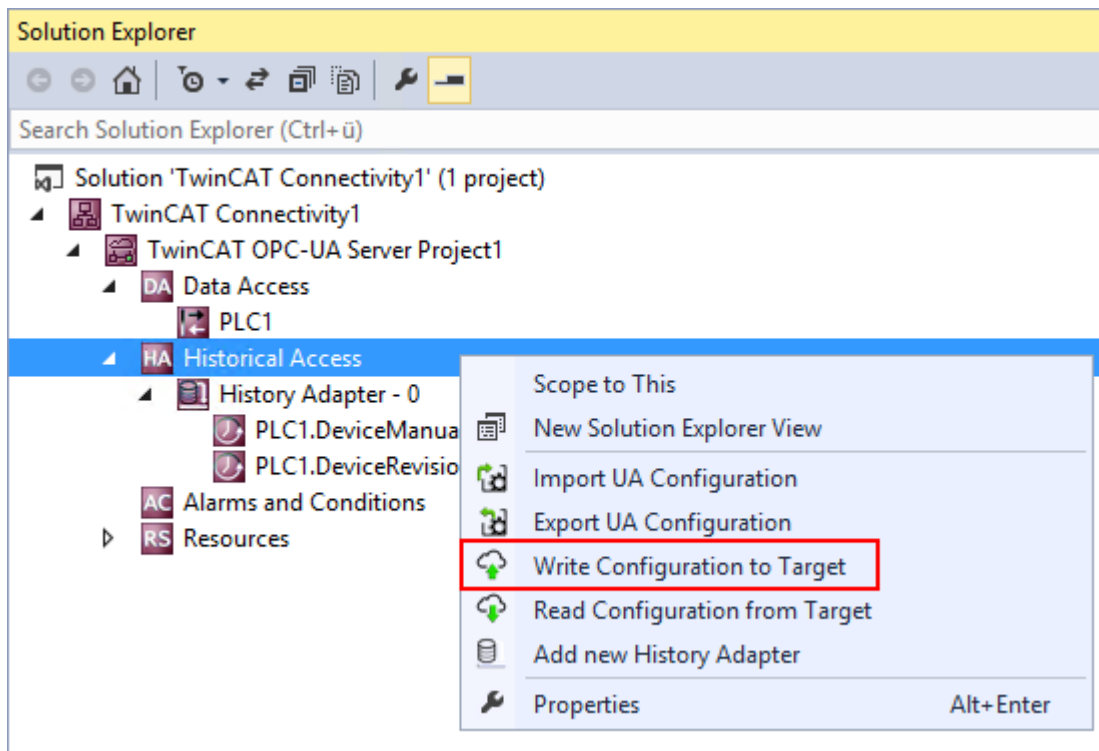 Solution Explorer
Search Solution Explorer (Ctrl+ü)
Solution 'TwinCAT Connectivity1' (1 project)
TwinCAT Connectivity1
TwinCAT OPC-UA Server Project1
DA Data Access
PLC1
HA Historical Access
History Adapter - 0
PLC1.DeviceManua
PLC1.DeviceRevisio
AC Alarms and Conditions
RS Resources
Scope to This
New Solution Explorer View
Import UA Configuration
Export UA Configuration
Write Configuration to Target
Read Configuration from Target
Add new History Adapter
Properties Alt+Enter